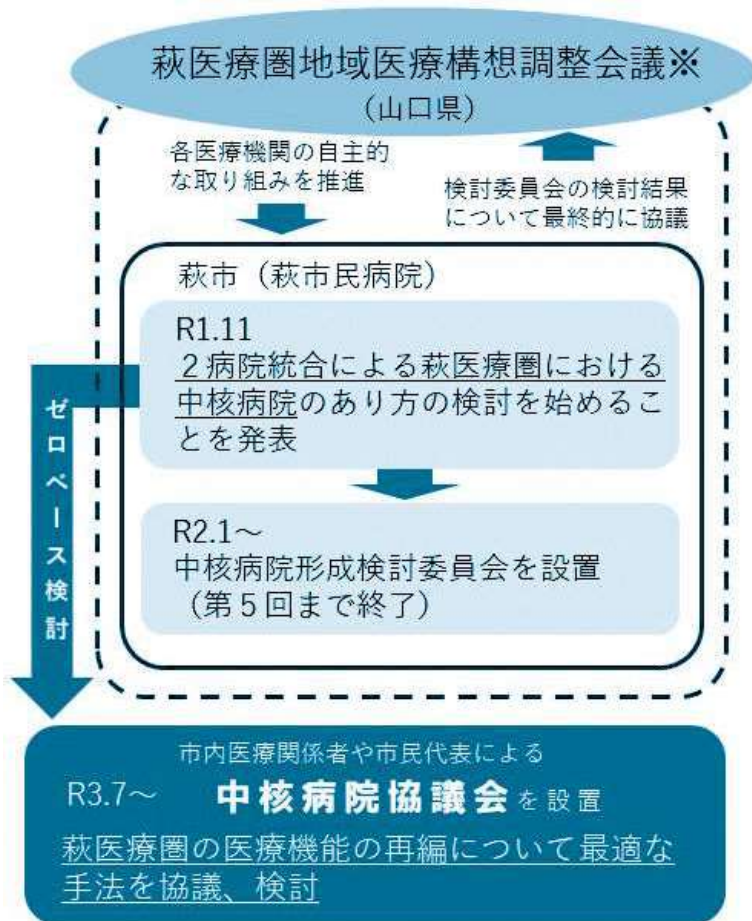 萩医療圏地域医療構想調整会議※
(山口県)
各医療機関の自主的
な取り組みを推進
検討委員会の検討結果
について最終的に協議
萩市（萩市民病院）
R1.11
２病院統合による萩医療圏における
中核病院のあり方の検討を始めるこ
とを発表
R2.1～
中核病院形成検討委員会を設置
（第５回まで終了）
ゼロベース検討
市内医療関係者や市民代表による
R3.7～ 中核病院協議会を設置
萩医療圏の医療機能の再編について最適な
手法を協議、検討